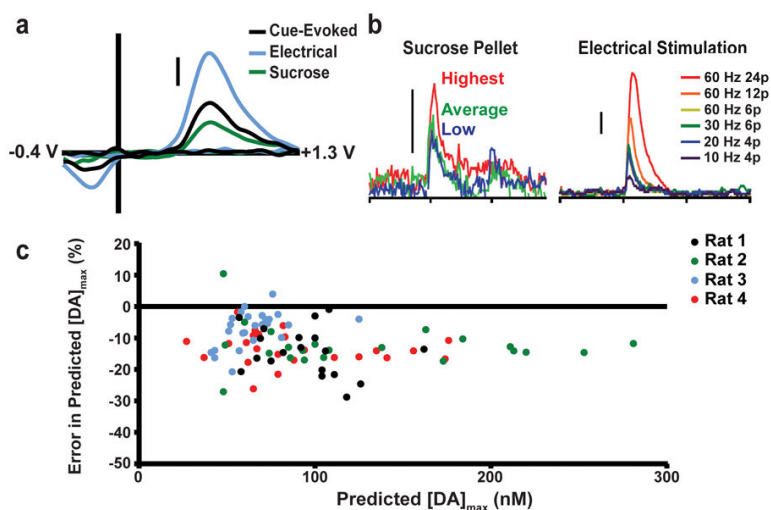 a
Cue-Evoked
Electrical
Sucrose
-0.4 V
+1.3 V
b
Sucrose Pellet
Highest
Average
Low
Electrical Stimulation
60 Hz 24p
60 Hz 12p
60 Hz 6p
30 Hz 6p
20 Hz 4p
10 Hz 4p
c
Error in Predicted [DA]max (%)
20
10
0
-10
-20
-30
-40
-50
0
100
200
300
Predicted [DA]max (nM)
Rat 1
Rat 2
Rat 3
Rat 4